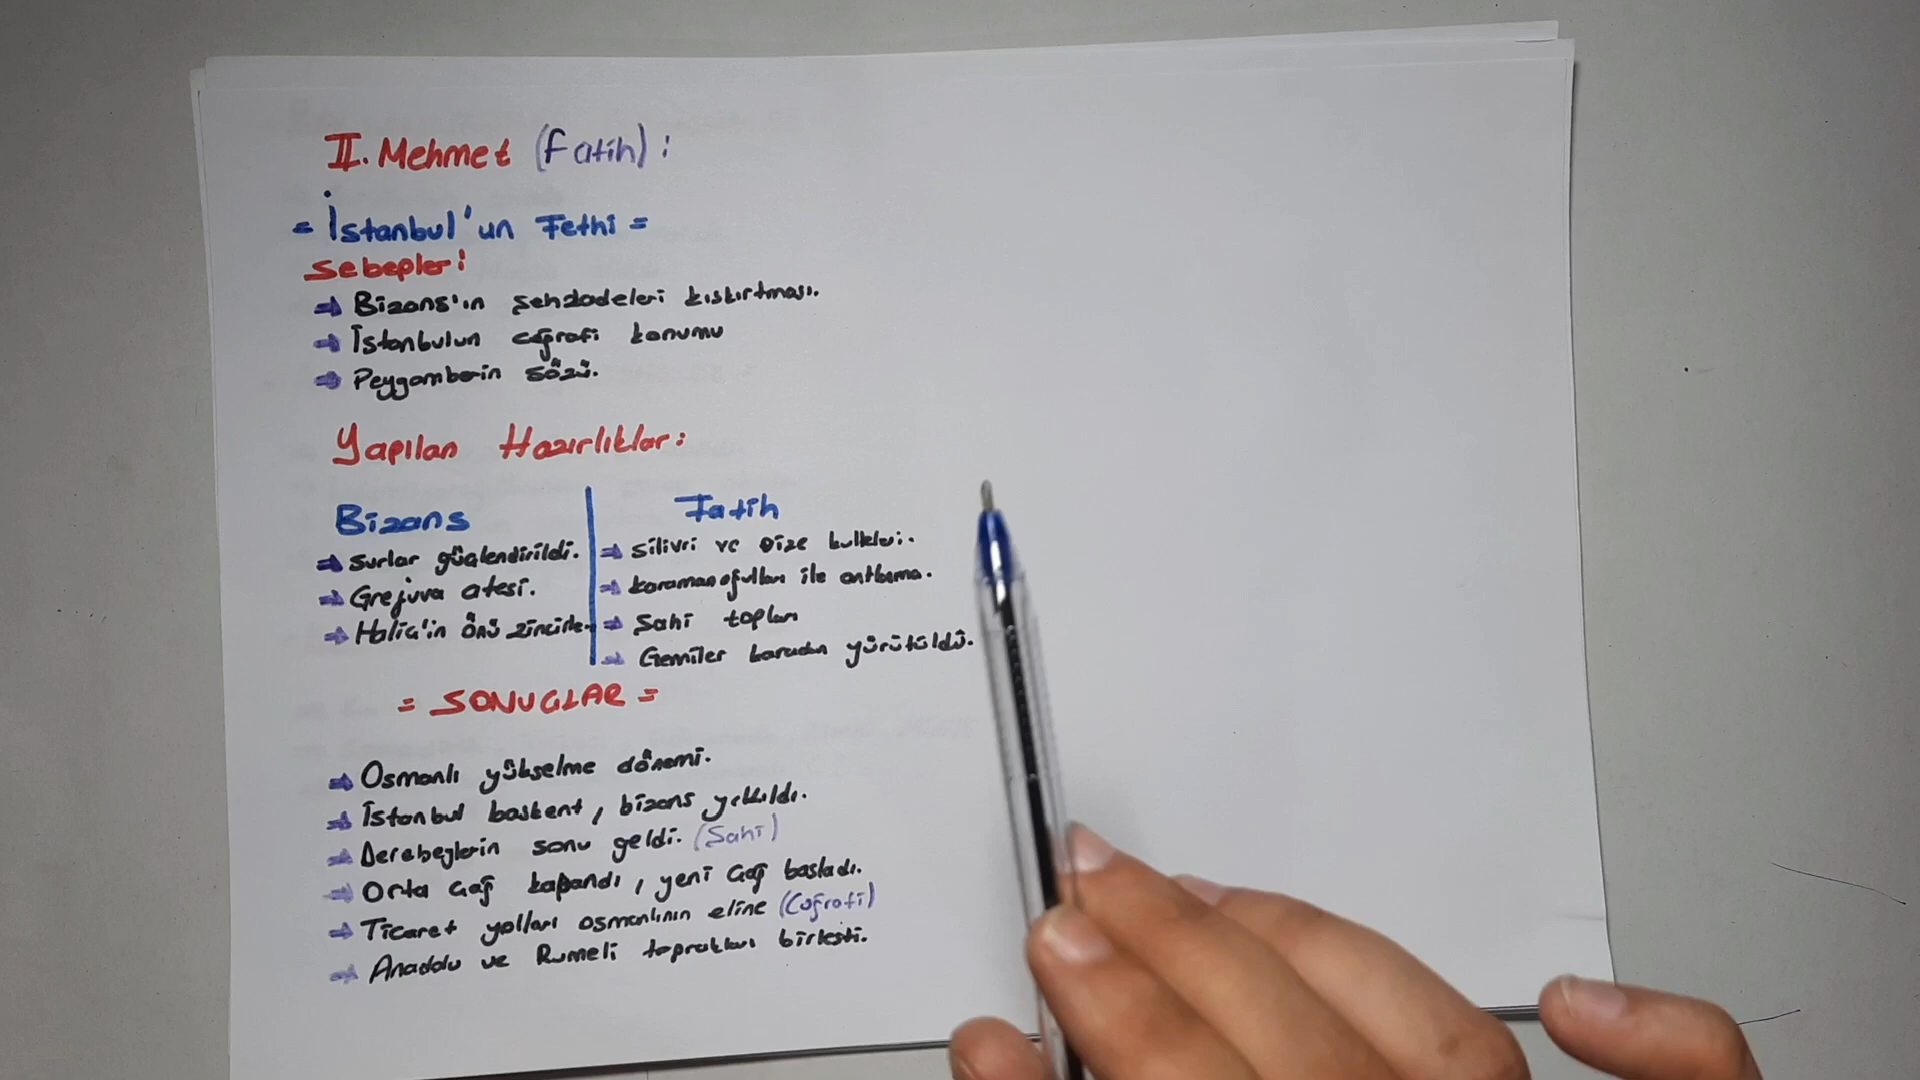 II. Mehmet (Fatih) :
= İstanbul'un Fethi =
Sebepler:
⇒ Bizans'ın şehzadeleri kışkırtması.
⇒ İstanbulun coğrafi konumu
⇒ Peygamberin sözü.
Yapılan Hazırlıklar:
Bizans
⇒ Surlar güçlendirildi.
⇒ Grejuva ateşi.
⇒ Haliç'in önü zincirle.
Fatih
⇒ Silivri ve Vize kuleleri.
⇒ Karamanoğulları ile antlaşma.
⇒ Şahi topları
⇒ Gemiler karadan yürütüldü.
= SONUÇLAR =
⇒ Osmanlı yükselme dönemi.
⇒ İstanbul başkent, bizans yıkıldı.
⇒ Derebeylerin sonu geldi. (Şahi)
⇒ Orta Çağ kapandı, yeni Çağ başladı.
⇒ Ticaret yolları osmanlının eline (Coğrafi)
⇒ Anadolu ve Rumeli toprakları birleşti.